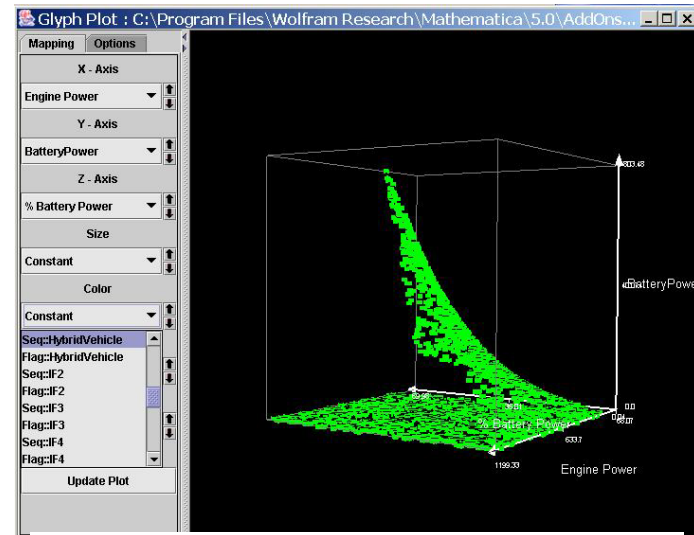 Glyph Plot : C:\Program Files\Wolfram Research\Mathematica\5.0\AddOns...
Mapping Options
X - Axis
Engine Power
Y - Axis
BatteryPower
Z - Axis
% Battery Power
Size
Constant
Color
Constant
Seq::HybridVehicle
Flag::HybridVehicle
Seq::IF2
Flag::IF2
Seq::IF3
Flag::IF3
Seq::IF4
Flag::IF4
Update Plot
803.48
BatteryPowe
0.0
% Battery Power
633.7
1199.33
Engine Power